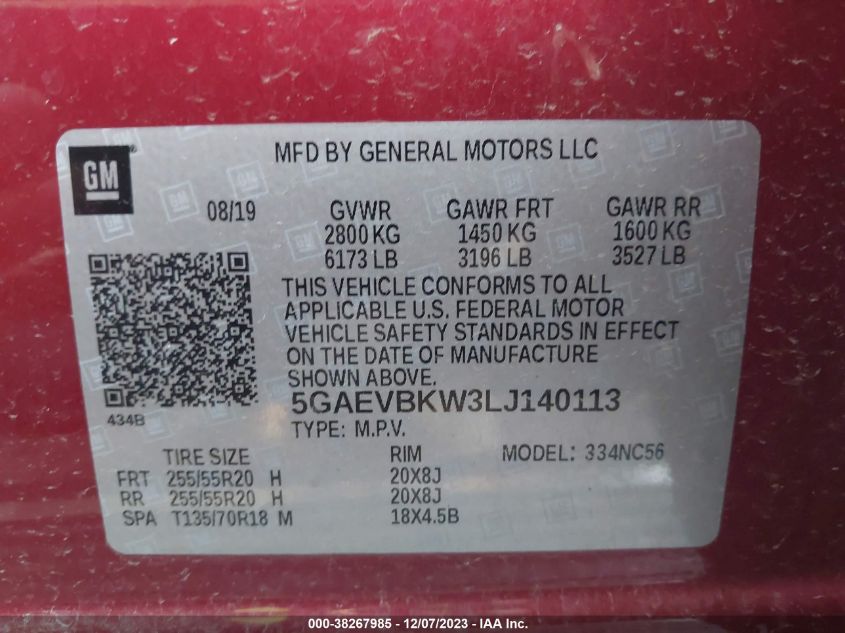 GM
MFD BY GENERAL MOTORS LLC
08/19 GVWR GAWR FRT GAWR RR
2800 KG 1450 KG 1600 KG
6173 LB 3196 LB 3527 LB
THIS VEHICLE CONFORMS TO ALL
APPLICABLE U.S. FEDERAL MOTOR
VEHICLE SAFETY STANDARDS IN EFFECT
ON THE DATE OF MANUFACTURE
SHOWN ABOVE.
434B
5GAEVBKW3LJ140113
TYPE: M.P.V.
TIRE SIZE RIM MODEL: 334NC56
FRT 255/55R20 H 20X8J
RR 255/55R20 H 20X8J
SPA T135/70R18 M 18X4.5B
000-38267985 - 12/07/2023 - IAA Inc.